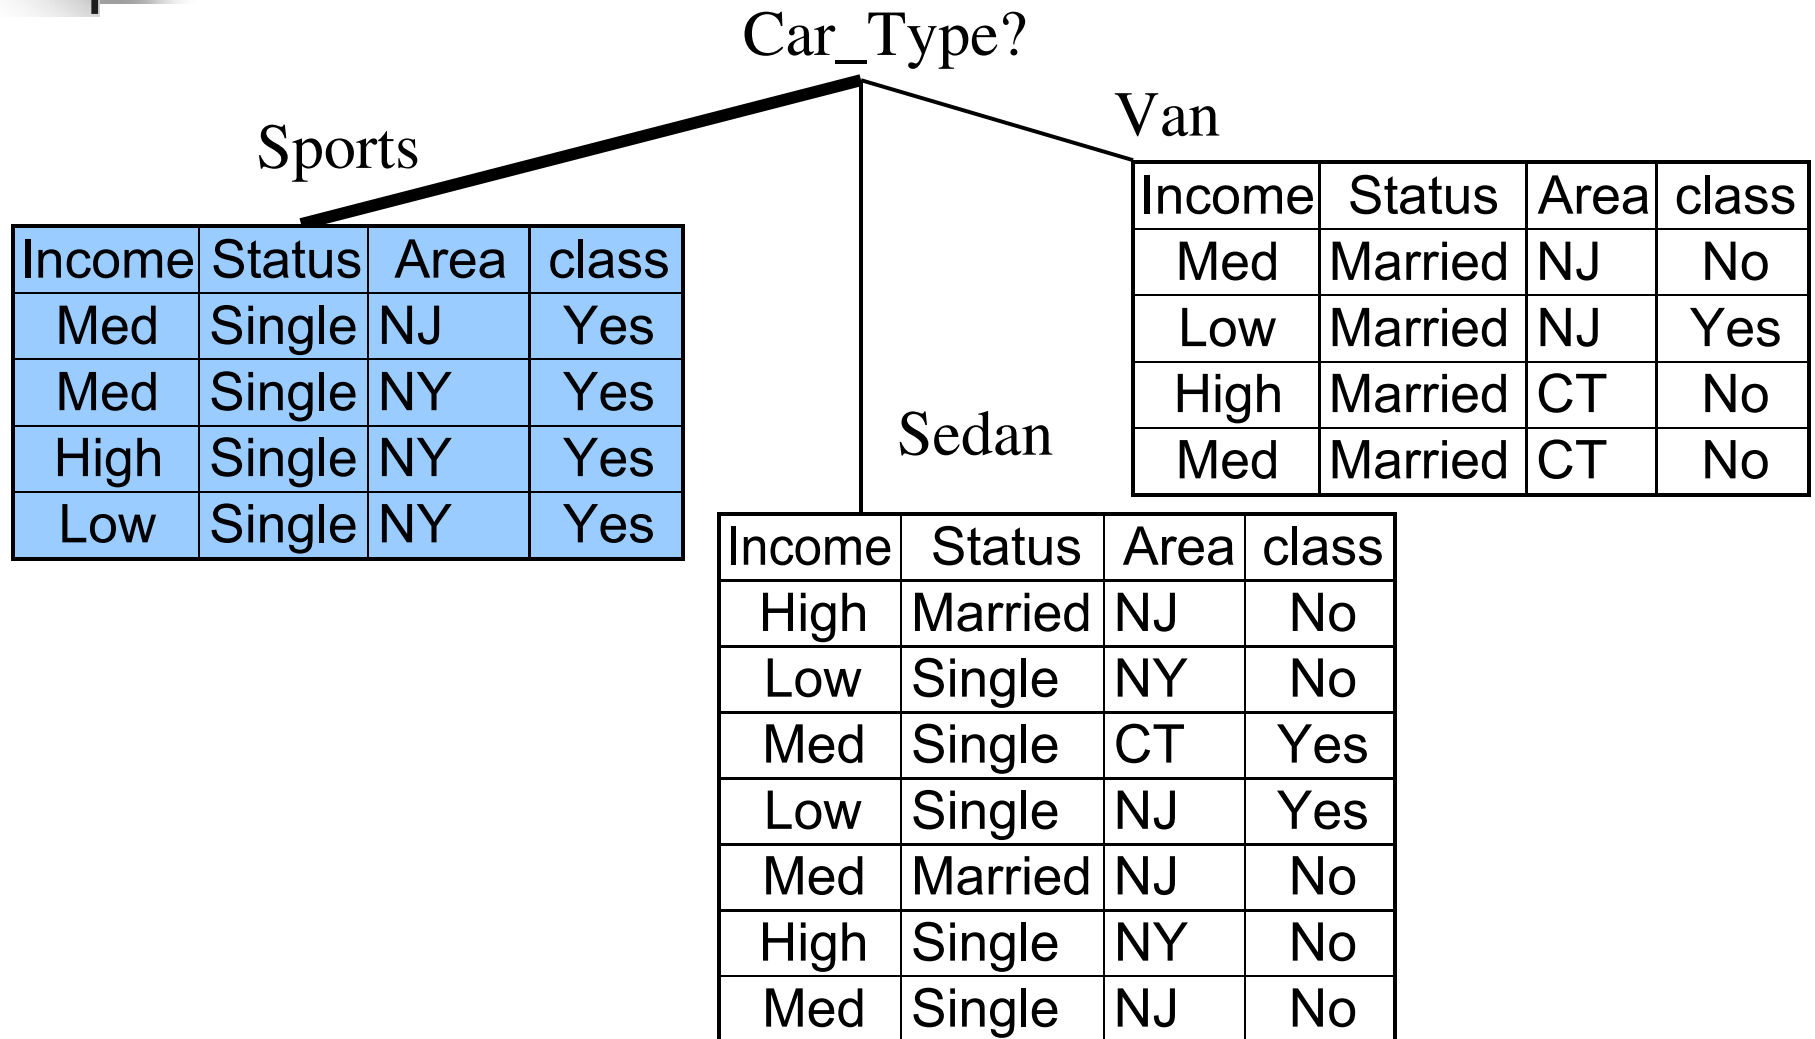 Car_Type?
Sports
Van
Sedan
Income Status Area class
Med Single NJ Yes
Med Single NY Yes
High Single NY Yes
Low Single NY Yes
Income Status Area class
Med Married NJ No
Low Married NJ Yes
High Married CT No
Med Married CT No
Income Status Area class
High Married NJ No
Low Single NY No
Med Single CT Yes
Low Single NJ Yes
Med Married NJ No
High Single NY No
Med Single NJ No